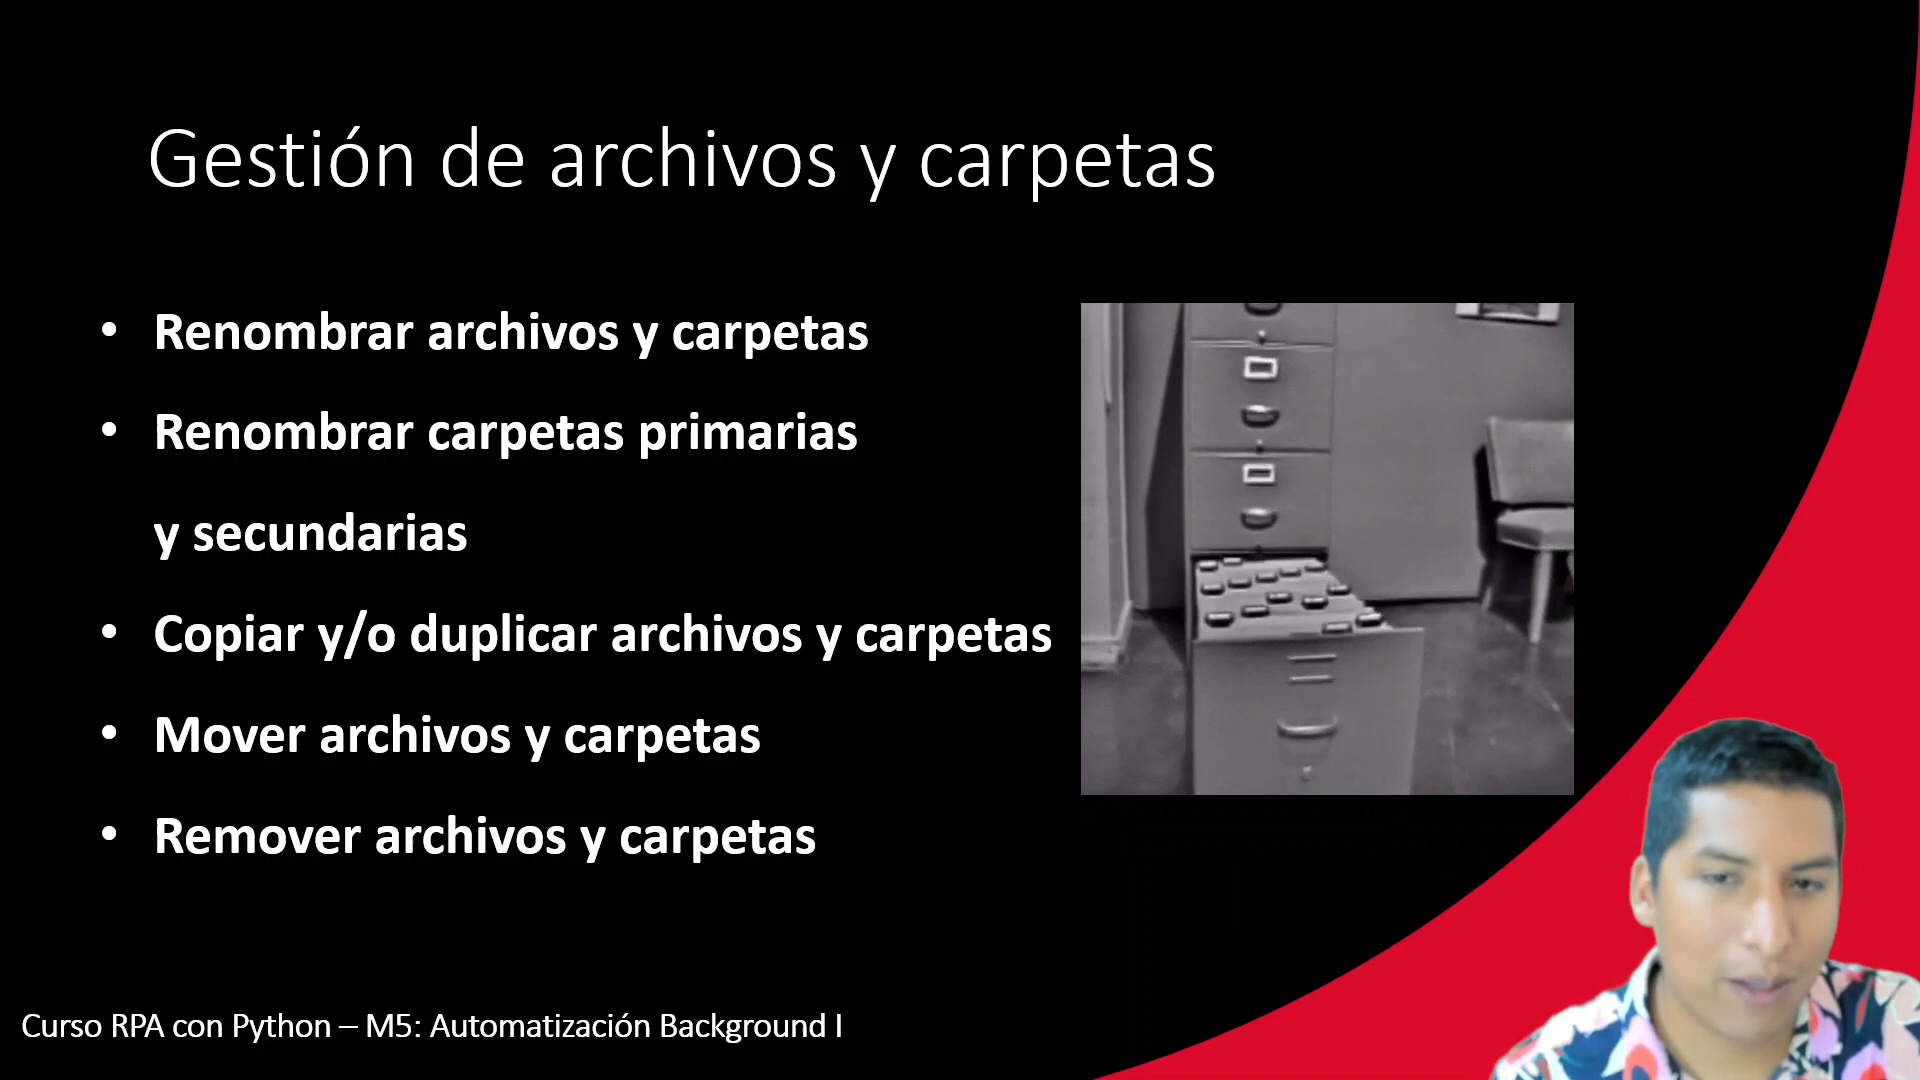 Gestión de archivos y carpetas
• Renombrar archivos y carpetas
• Renombrar carpetas primarias
y secundarias
• Copiar y/o duplicar archivos y carpetas
• Mover archivos y carpetas
• Remover archivos y carpetas
Curso RPA con Python – M5: Automatización Background I